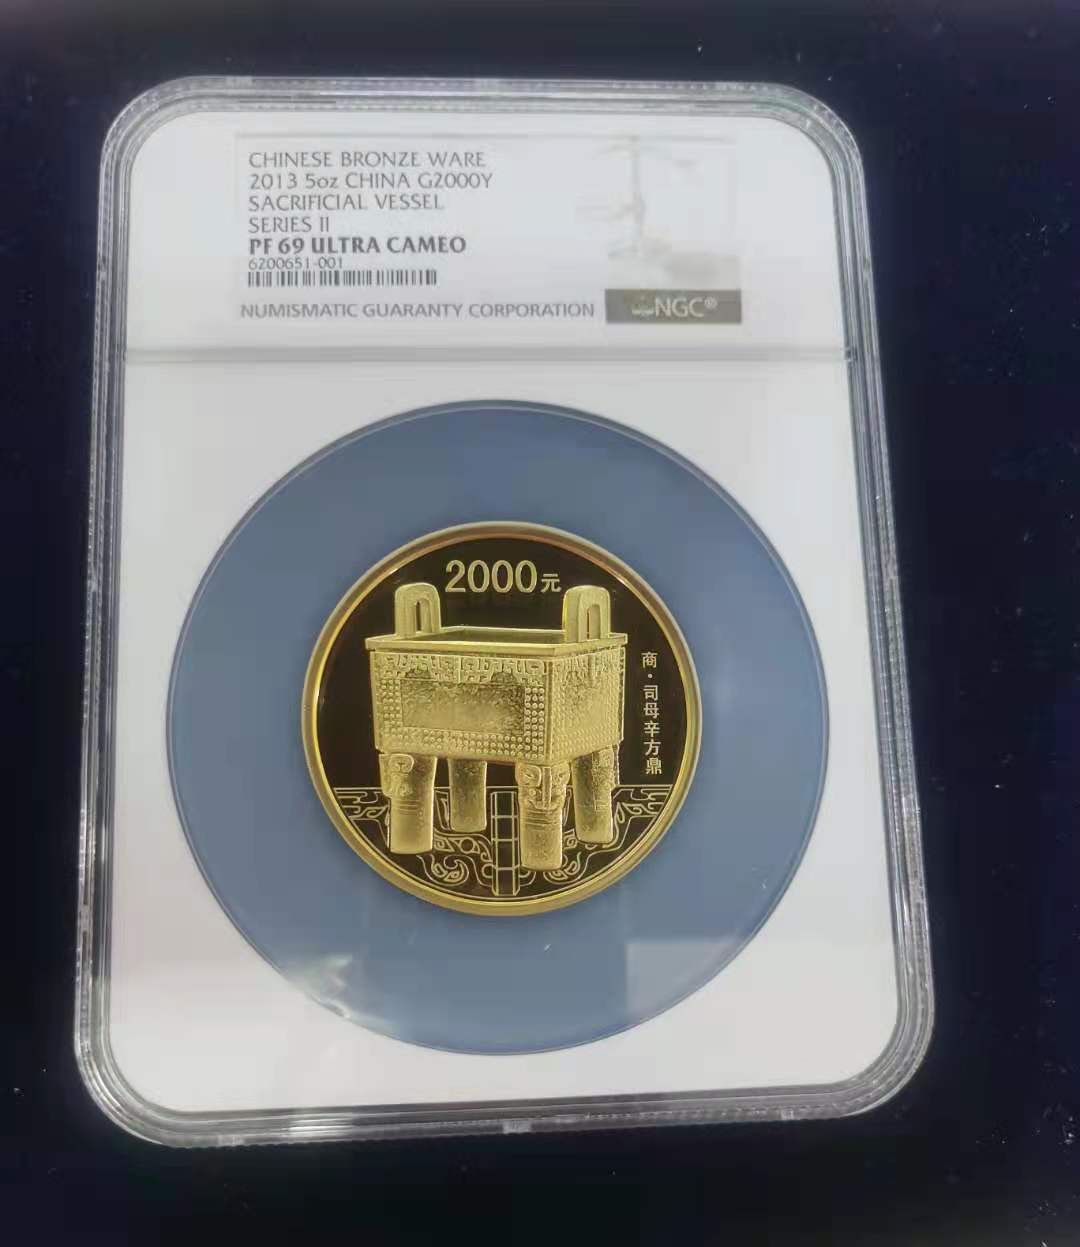 CHINESE BRONZE WARE
2013 5oz CHINA G2000Y
SACRIFICIAL VESSEL
SERIES II
PF 69 ULTRA CAMEO
6200651-001
NUMISMATIC GUARANTY CORPORATION
NGC®
2000元
商·司母辛方鼎